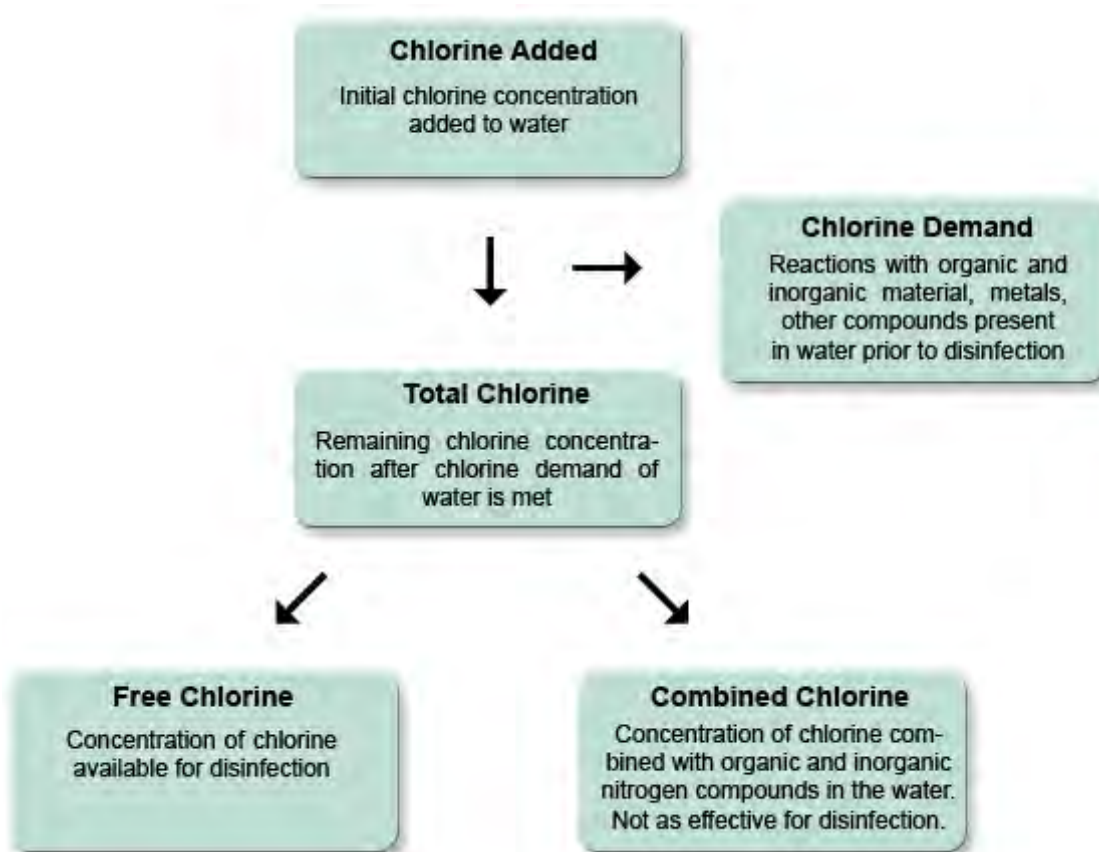 Chlorine Added
Initial chlorine concentration
added to water
Chlorine Demand
Reactions with organic and
inorganic material, metals,
other compounds present
in water prior to disinfection
Total Chlorine
Remaining chlorine concentra-
tion after chlorine demand of
water is met
Free Chlorine
Concentration of chlorine
available for disinfection
Combined Chlorine
Concentration of chlorine com-
bined with organic and inorganic
nitrogen compounds in the water.
Not as effective for disinfection.